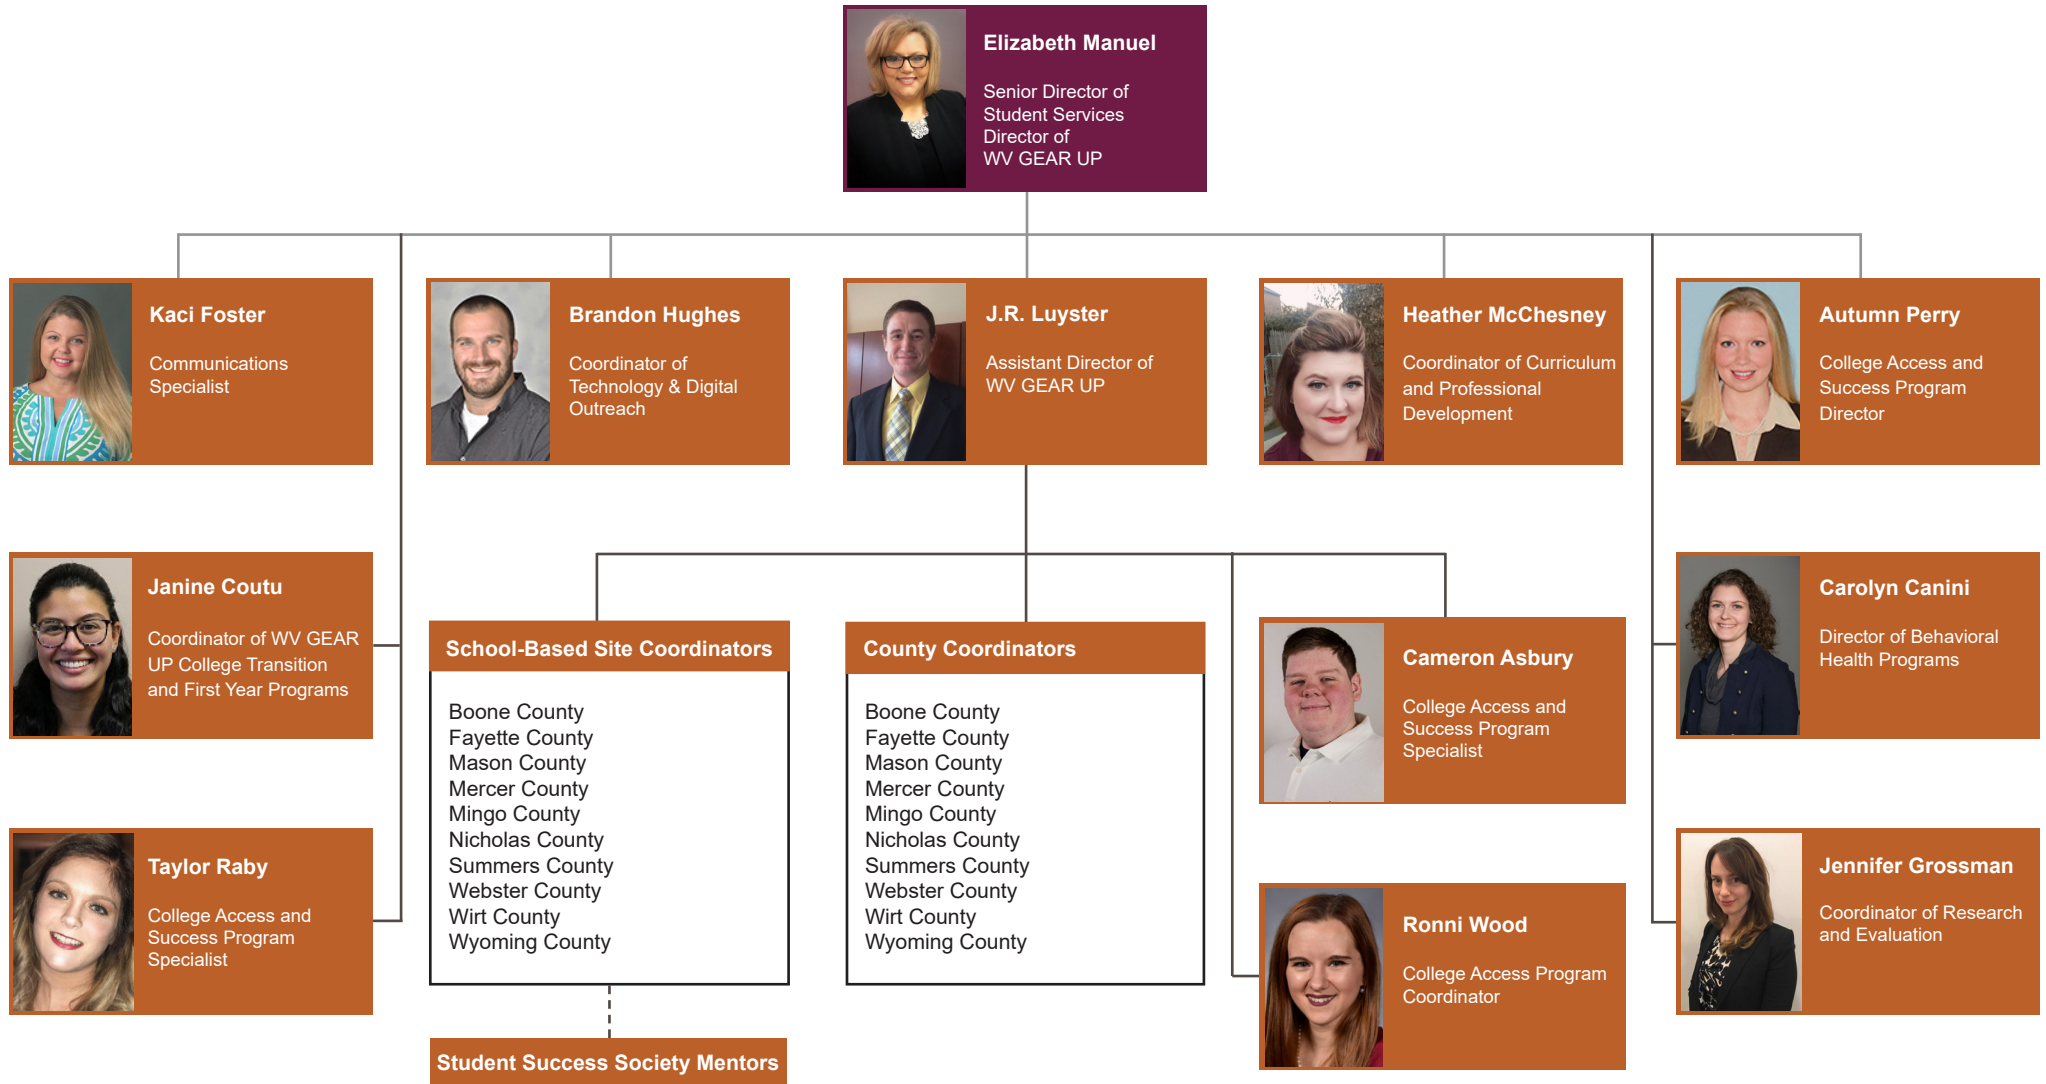 Elizabeth Manuel
Senior Director of
Student Services
Director of
WV GEAR UP
Kaci Foster
Communications
Specialist
Brandon Hughes
Coordinator of
Technology & Digital
Outreach
J.R. Luyster
Assistant Director of
WV GEAR UP
Heather McChesney
Coordinator of Curriculum
and Professional
Development
Autumn Perry
College Access and
Success Program
Director
Janine Coutu
Coordinator of WV GEAR
UP College Transition
and First Year Programs
School-Based Site Coordinators
Boone County
Fayette County
Mason County
Mercer County
Mingo County
Nicholas County
Summers County
Webster County
Wirt County
Wyoming County
County Coordinators
Boone County
Fayette County
Mason County
Mercer County
Mingo County
Nicholas County
Summers County
Webster County
Wirt County
Wyoming County
Cameron Asbury
College Access and
Success Program
Specialist
Carolyn Canini
Director of Behavioral
Health Programs
Taylor Raby
College Access and
Success Program
Specialist
Ronni Wood
College Access Program
Coordinator
Jennifer Grossman
Coordinator of Research
and Evaluation
Student Success Society Mentors